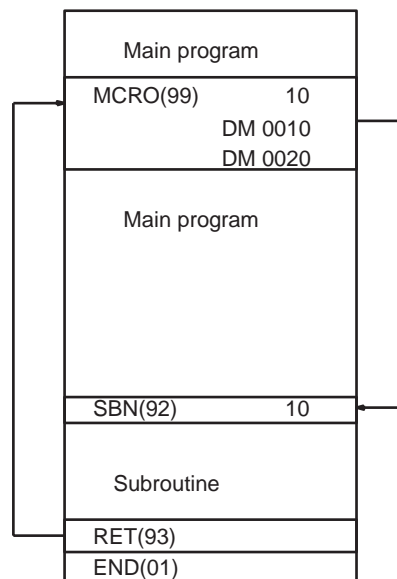 Main program
MCRO(99) 10
DM 0010
DM 0020
Main program
SBN(92) 10
Subroutine
RET(93)
END(01)